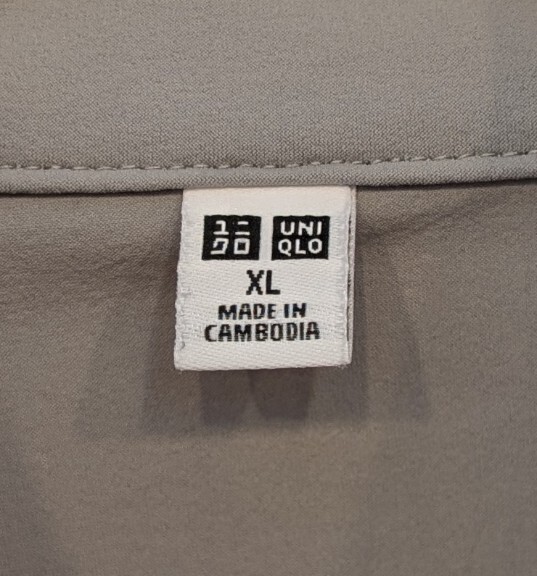 ユニ UNI
クロ QLO
XL
MADE IN
CAMBODIA